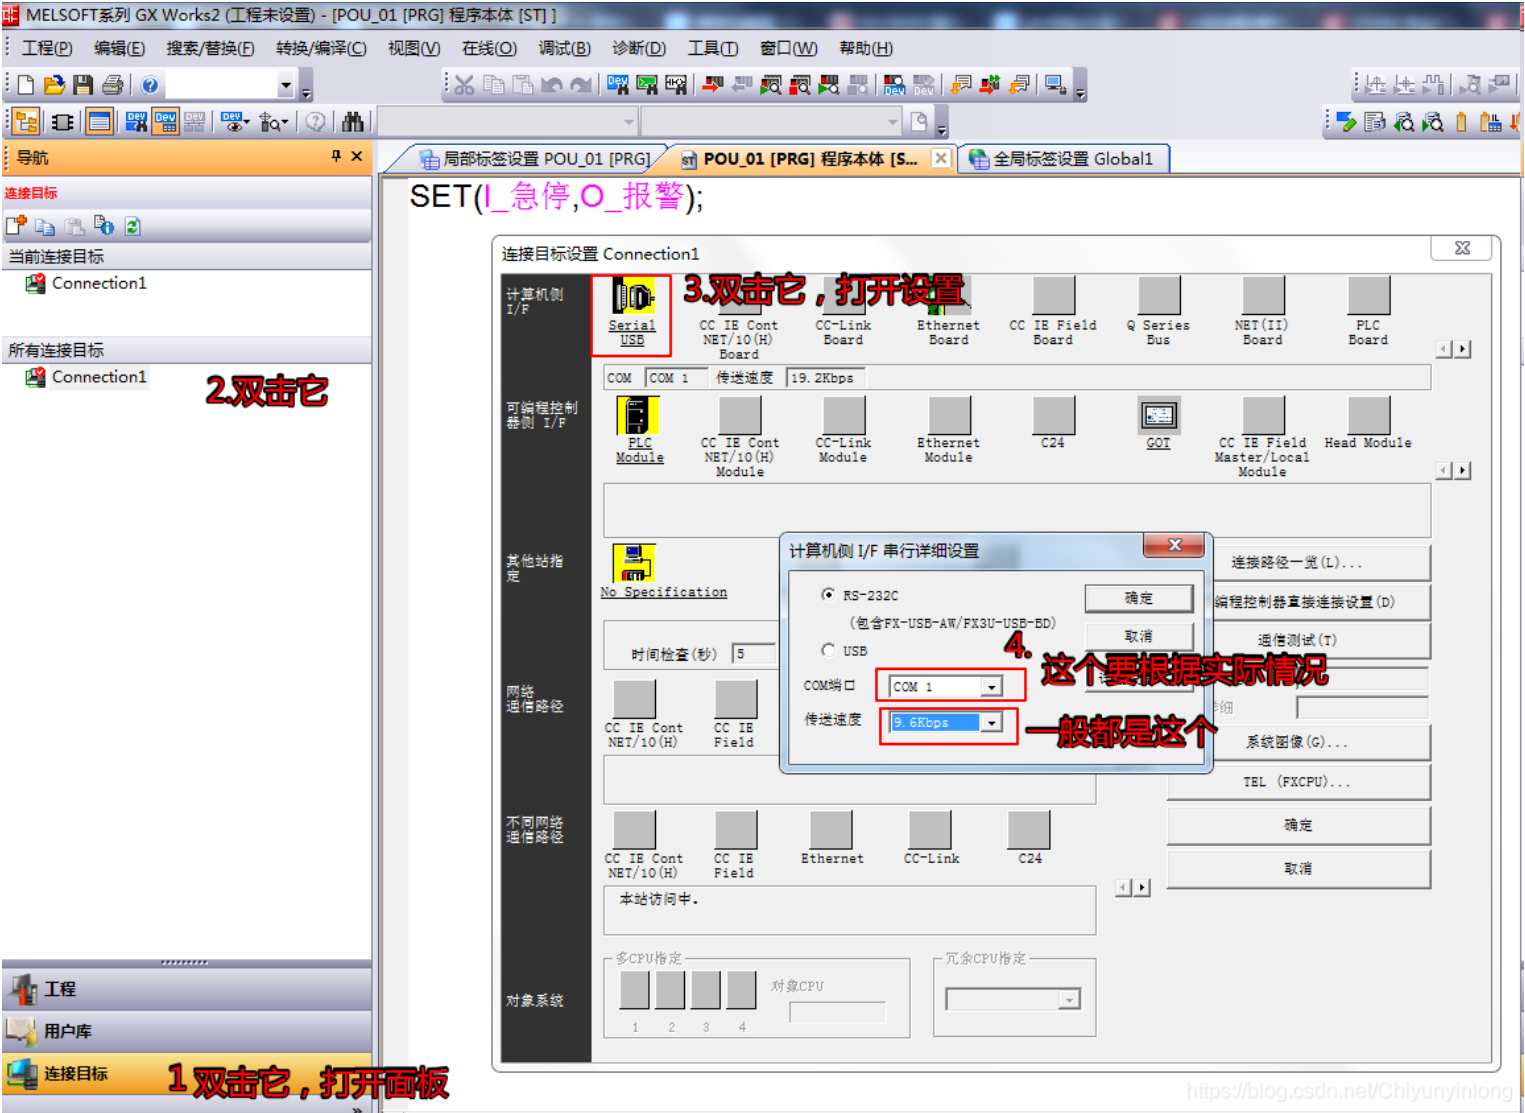 MELSOFT系列 GX Works2 (工程未设置) - [POU_01 [PRG] 程序本体 [ST] ]
工程(P) 编辑(E) 搜索/替换(F) 转换/编译(C) 视图(V) 在线(O) 调试(B) 诊断(D) 工具(T) 窗口(W) 帮助(H)
导航
局部标签设置 POU_01 [PRG]
POU_01 [PRG] 程序本体 [S...
全局标签设置 Global1
连接目标
SET(I_急停,O_报警);
当前连接目标
Connection1
所有连接目标
Connection1
2.双击它
连接目标设置 Connection1
计算机侧
I/F
Serial
USB
3.双击它，打开设置
CC IE Cont
NET/10(H)
Board
CC-Link
Board
Ethernet
Board
CC IE Field
Board
Q Series
Bus
NET(II)
Board
PLC
Board
COM COM 1 传送速度 19.2Kbps
可编程控制
器侧 I/F
PLC
Module
CC IE Cont
NET/10(H)
Module
CC-Link
Module
Ethernet
Module
C24
GOT
CC IE Field
Master/Local
Module
Head Module
其他站指
定
No Specification
时间检查(秒) 5
计算机侧 I/F 串行详细设置
RS-232C
(包含FX-USB-AW/FX3U-USB-BD)
USB
COM端口 COM 1
传送速度 9.6Kbps
确定
取消
4. 这个要根据实际情况
一般都是这个
连接路径一览(L)...
编程控制器直接连接设置(D)
通信测试(T)
细
系统图像(G)...
TEL (FXCPU)...
确定
取消
网络
通信路径
CC IE Cont
NET/10(H)
CC IE
Field
不同网络
通信路径
CC IE Cont
NET/10(H)
CC IE
Field
Ethernet
CC-Link
C24
本站访问中.
对象系统
多CPU指定
1 2 3 4
对象CPU
冗余CPU指定
工程
用户库
连接目标
1 双击它，打开面板
https://blog.csdn.net/Chiyunyinlong